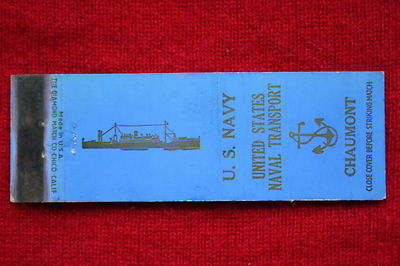 U. S. NAVY
UNITED STATES
NAVAL TRANSPORT
CHAUMONT
CLOSE COVER BEFORE STRIKING MATCH
Made in U.S.A.
THE DIAMOND MATCH CO. CHICO, CALIF.